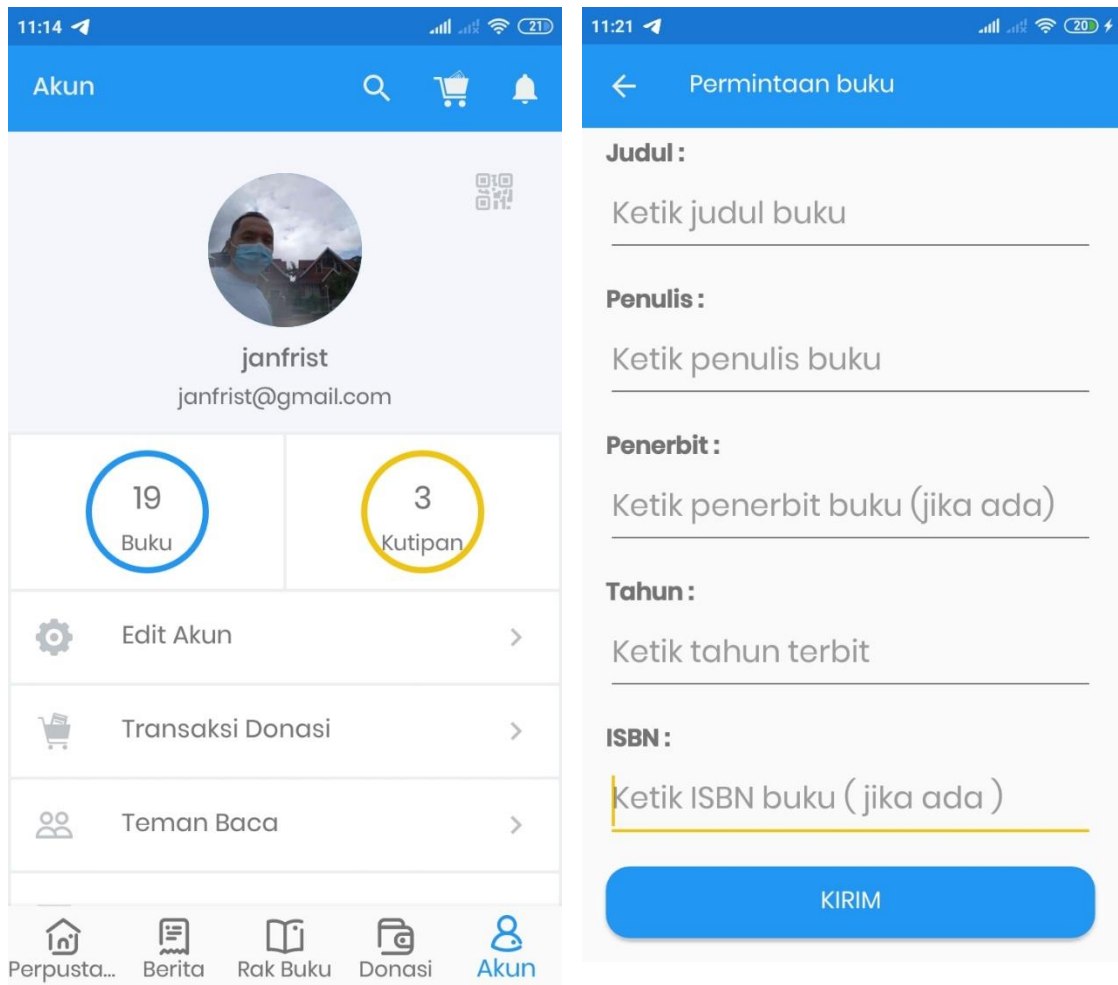 11:14
21
Akun
janfrist
janfrist@gmail.com
19
Buku
3
Kutipan
Edit Akun
Transaksi Donasi
Teman Baca
Perpusta...
Berita
Rak Buku
Donasi
Akun
11:21
20
Permintaan buku
Judul :
Ketik judul buku
Penulis :
Ketik penulis buku
Penerbit :
Ketik penerbit buku (jika ada)
Tahun :
Ketik tahun terbit
ISBN :
Ketik ISBN buku ( jika ada )
KIRIM